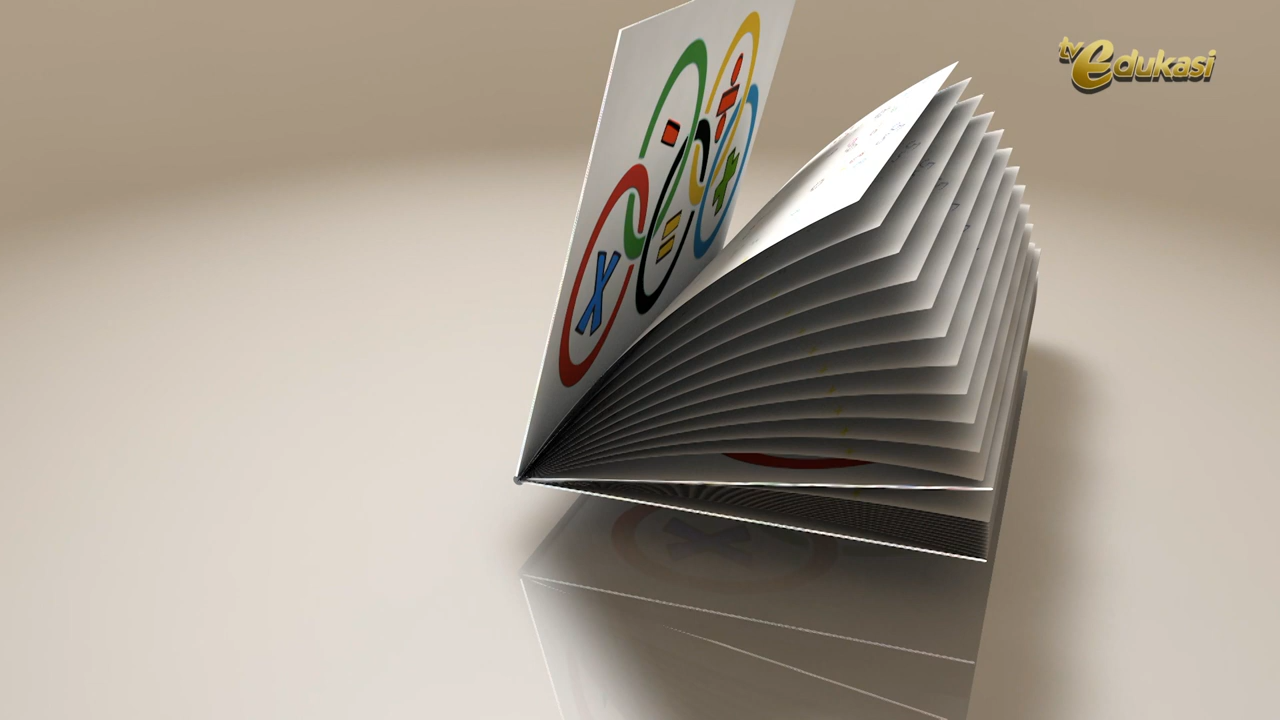 tv edukasi
- ÷
x =